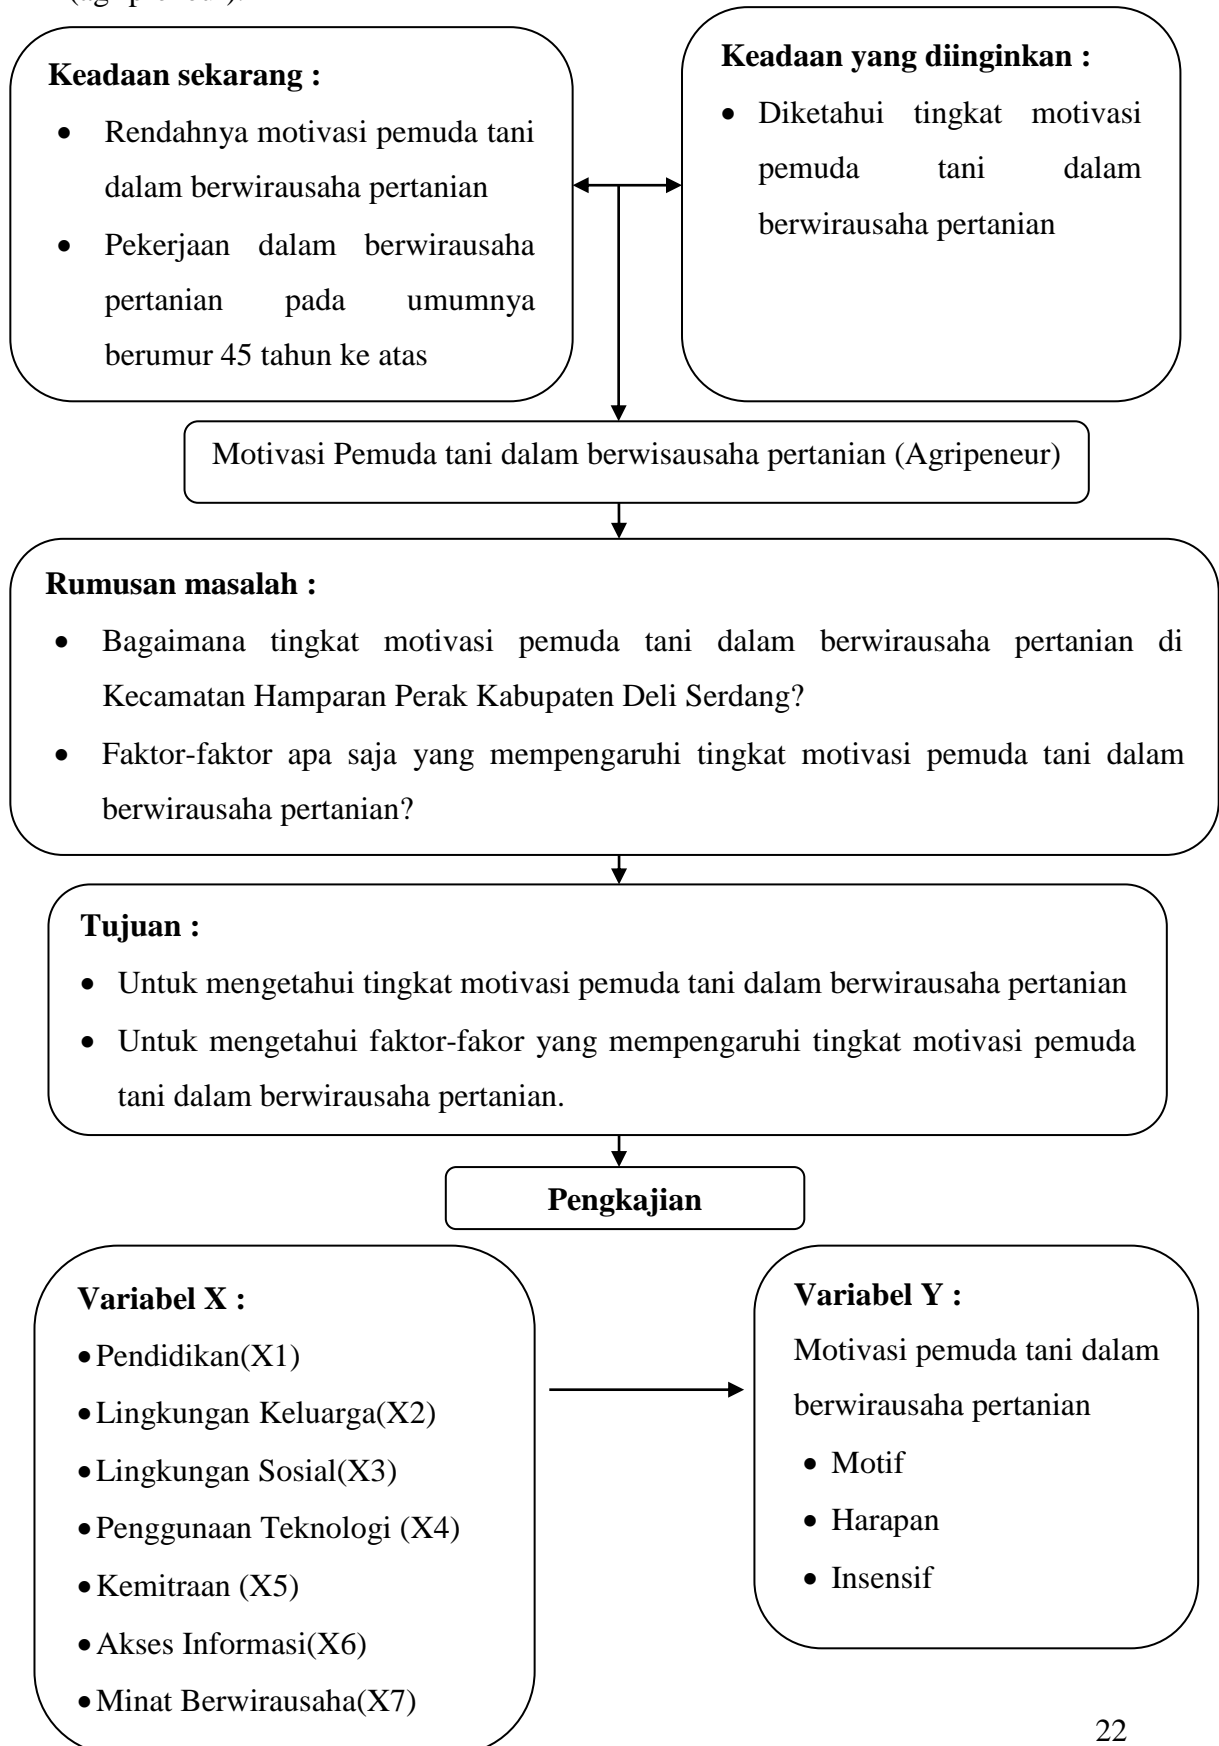 Keadaan sekarang :
• Rendahnya motivasi pemuda tani
dalam berwirausaha pertanian
• Pekerjaan dalam berwirausaha
pertanian pada umumnya
berumur 45 tahun ke atas
Keadaan yang diinginkan :
• Diketahui tingkat motivasi
pemuda tani dalam
berwirausaha pertanian
Motivasi Pemuda tani dalam berwisausaha pertanian (Agripeneur)
Rumusan masalah :
• Bagaimana tingkat motivasi pemuda tani dalam berwirausaha pertanian di
Kecamatan Hamparan Perak Kabupaten Deli Serdang?
• Faktor-faktor apa saja yang mempengaruhi tingkat motivasi pemuda tani dalam
berwirausaha pertanian?
Tujuan :
• Untuk mengetahui tingkat motivasi pemuda tani dalam berwirausaha pertanian
• Untuk mengetahui faktor-fakor yang mempengaruhi tingkat motivasi pemuda
tani dalam berwirausaha pertanian.
Pengkajian
Variabel X :
• Pendidikan(X1)
• Lingkungan Keluarga(X2)
• Lingkungan Sosial(X3)
• Penggunaan Teknologi (X4)
• Kemitraan (X5)
• Akses Informasi(X6)
• Minat Berwirausaha(X7)
Variabel Y :
Motivasi pemuda tani dalam
berwirausaha pertanian
• Motif
• Harapan
• Insensif
22